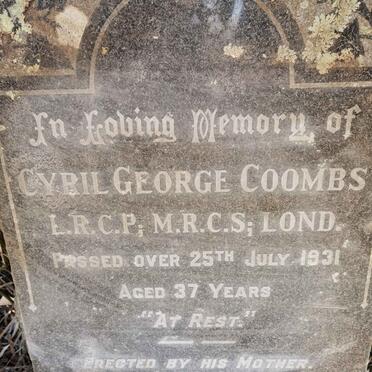 In Loving Memory of
CYRIL GEORGE COOMBS
L.R.C.P; M.R.C.S; LOND.
PASSED OVER 25TH JULY 1931
AGED 37 YEARS
"AT REST."
ERECTED BY HIS MOTHER.